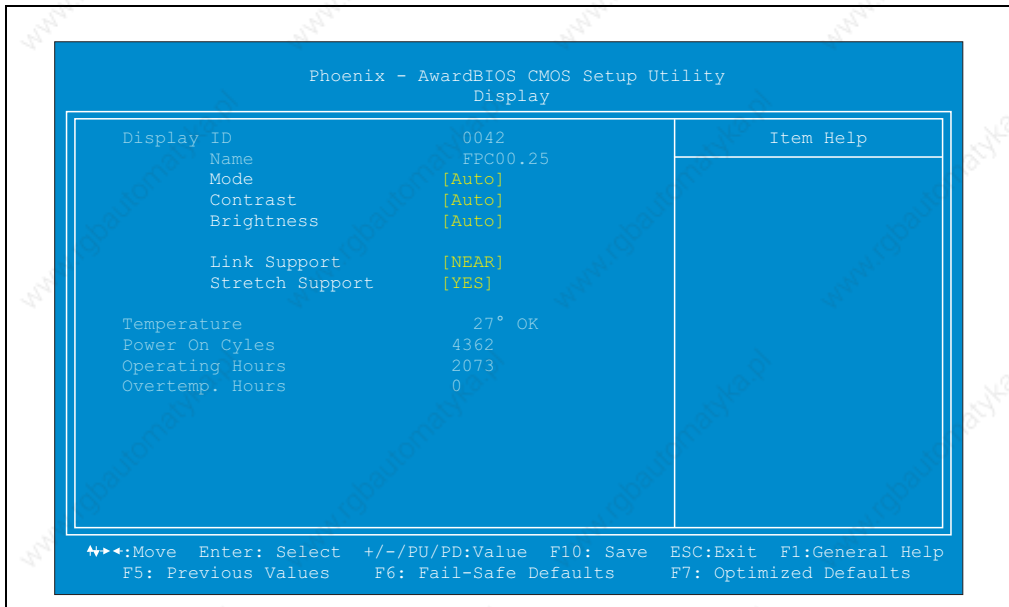 Phoenix - AwardBIOS CMOS Setup Utility
Display
Display ID 0042
Name FPC00.25
Mode [Auto]
Contrast [Auto]
Brightness [Auto]
Link Support [NEAR]
Stretch Support [YES]
Temperature 27° OK
Power On Cyles 4362
Operating Hours 2073
Overtemp. Hours 0
Item Help
:Move Enter: Select +/-/PU/PD:Value F10: Save ESC:Exit F1:General Help
F5: Previous Values F6: Fail-Safe Defaults F7: Optimized Defaults
www.rgbautomatyka.pl